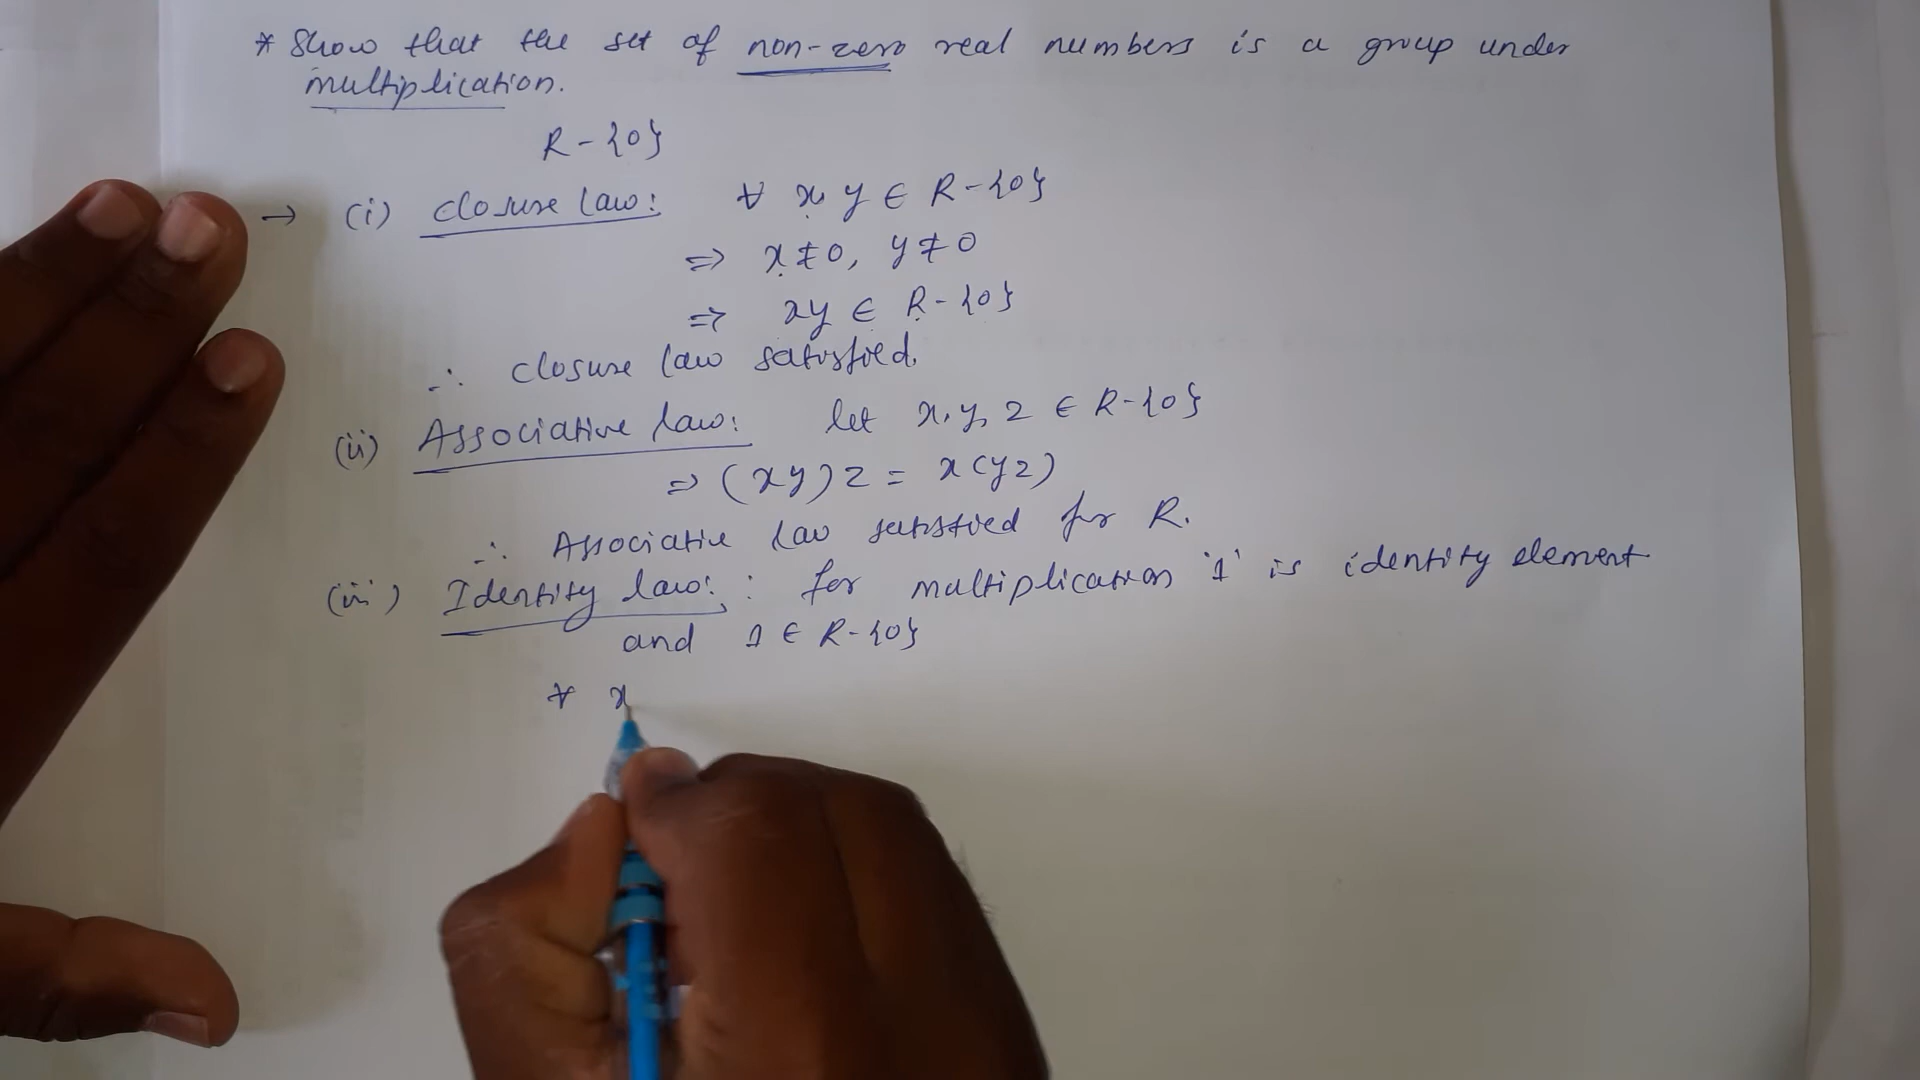 * Show that the set of non-zero real numbers is a group under
multiplication.
R - {0}
→ (i) closure law: ∀ x, y ∈ R - {0}
⇒ x ≠ 0, y ≠ 0
⇒ xy ∈ R - {0}
∴ closure law satisfied.
(ii) Associative law: let x, y, z ∈ R - {0}
⇒ (xy)z = x(yz)
∴ Associative law satisfied for R.
(iii) Identity law: : for multiplication '1' is identity element
and 1 ∈ R - {0}
∀ x